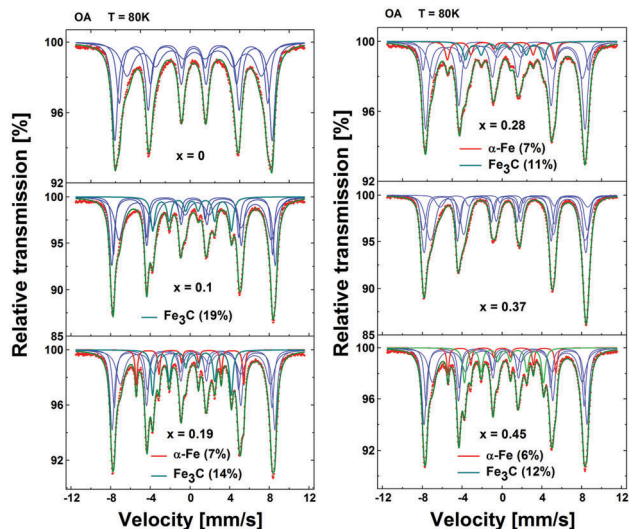 OA T = 80K
Relative transmission [%]
100
96
92
x = 0
100
95
90
85
x = 0.1
Fe₃C (19%)
100
96
92
x = 0.19
α-Fe (7%)
Fe₃C (14%)
-12 -8 -4 0 4 8 12
Velocity [mm/s]
OA T = 80K
Relative transmission [%]
100
96
92
x = 0.28
α-Fe (7%)
Fe₃C (11%)
100
95
90
85
x = 0.37
100
96
92
x = 0.45
α-Fe (6%)
Fe₃C (12%)
-12 -8 -4 0 4 8 12
Velocity [mm/s]